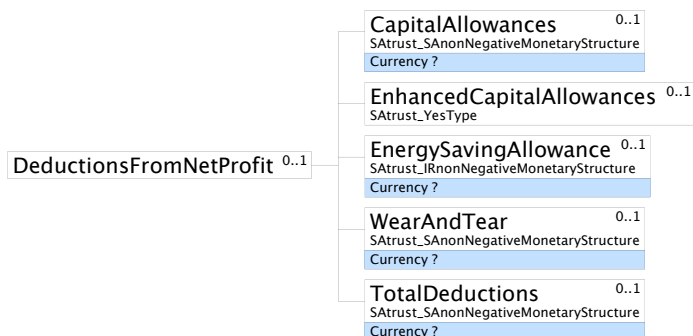 CapitalAllowances 0..1
SAtrust_SAnonNegativeMonetaryStructure
Currency ?
EnhancedCapitalAllowances 0..1
SAtrust_YesType
DeductionsFromNetProfit 0..1
EnergySavingAllowance 0..1
SAtrust_IRnonNegativeMonetaryStructure
Currency ?
WearAndTear 0..1
SAtrust_SAnonNegativeMonetaryStructure
Currency ?
TotalDeductions 0..1
SAtrust_SAnonNegativeMonetaryStructure
Currency ?